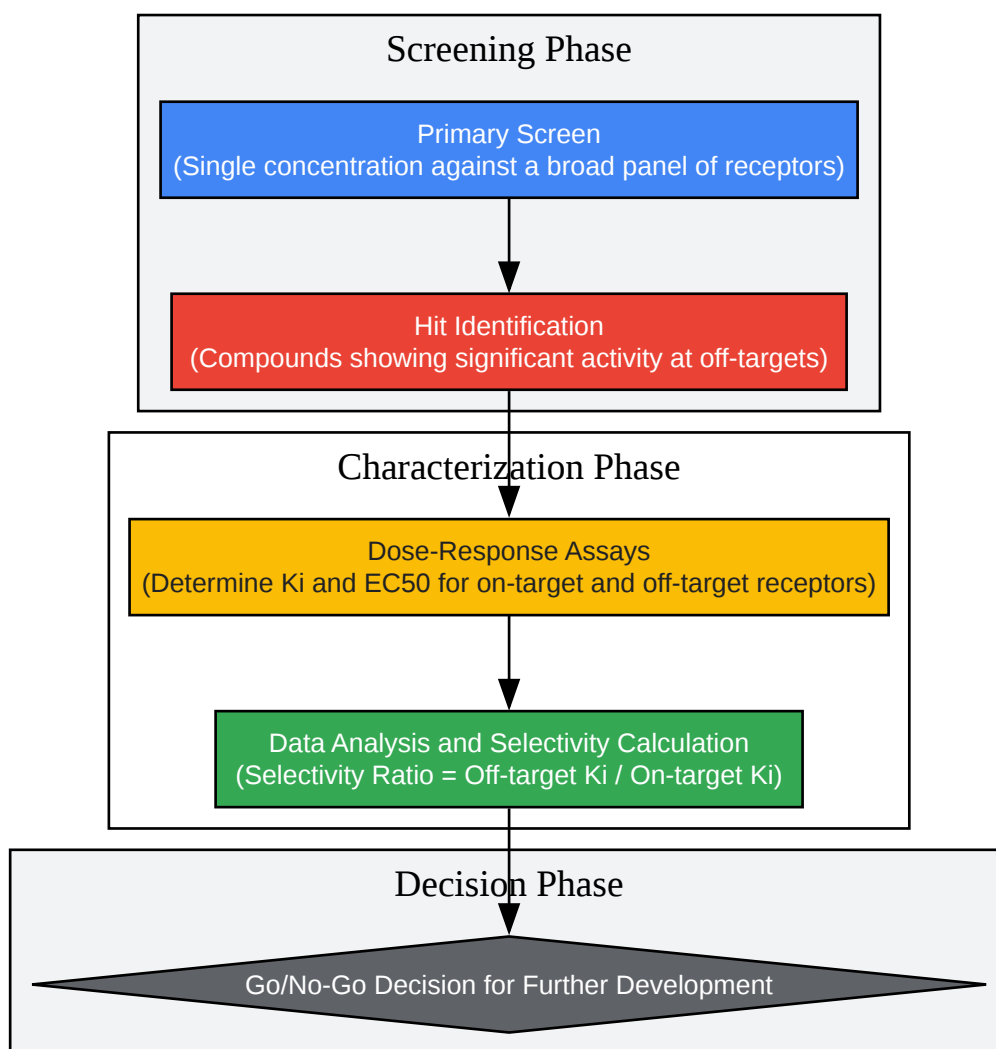 Screening Phase
Primary Screen
(Single concentration against a broad panel of receptors)
Hit Identification
(Compounds showing significant activity at off-targets)
Characterization Phase
Dose-Response Assays
(Determine Ki and EC50 for on-target and off-target receptors)
Data Analysis and Selectivity Calculation
(Selectivity Ratio = Off-target Ki / On-target Ki)
Decision Phase
Go/No-Go Decision for Further Development